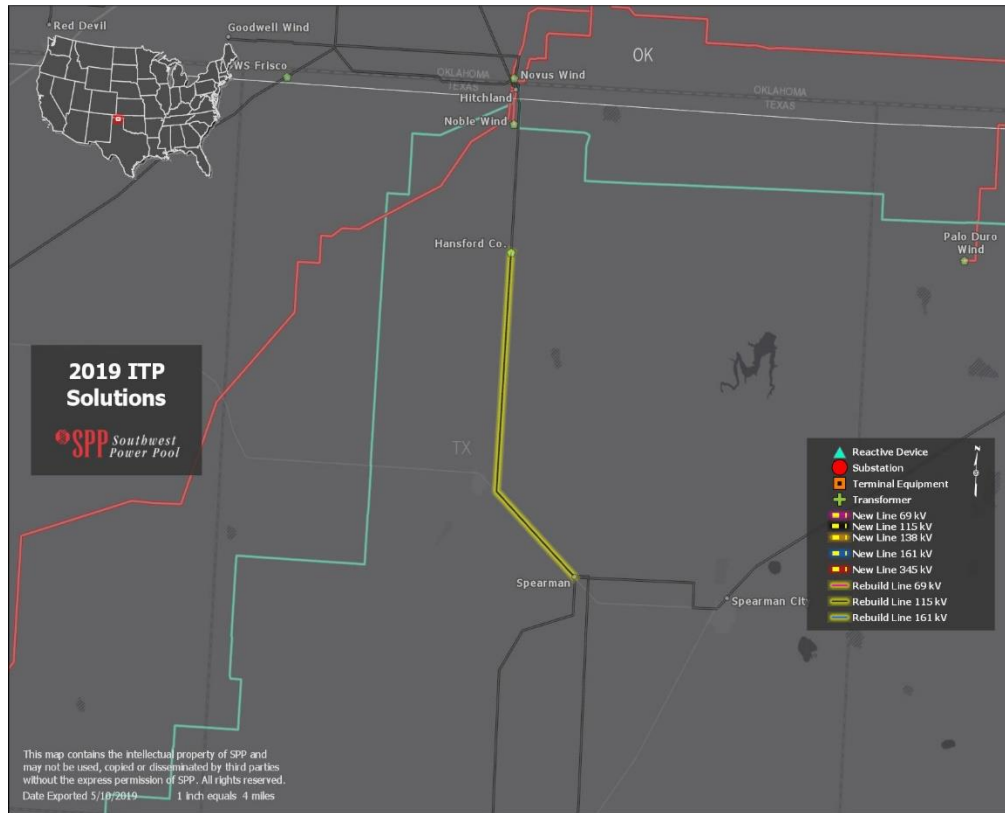 Red Devil
Goodwell Wind
WS Frisco
OKLAHOMA
TEXAS
OK
Novus Wind
Hitchland
Noble Wind
OKLAHOMA
TEXAS
Hansford Co.
Palo Duro
Wind
2019 ITP
Solutions
SPP Southwest
Power Pool
TX
Reactive Device
Substation
Terminal Equipment
Transformer
New Line 69 kV
New Line 115 kV
New Line 138 kV
New Line 161 kV
New Line 345 kV
Rebuild Line 69 kV
Rebuild Line 115 kV
Rebuild Line 161 kV
N
Spearman
Spearman City
This map contains the intellectual property of SPP and
may not be used, copied or disseminated by third parties
without the express permission of SPP. All rights reserved.
Date Exported 5/10/2019 1 inch equals 4 miles